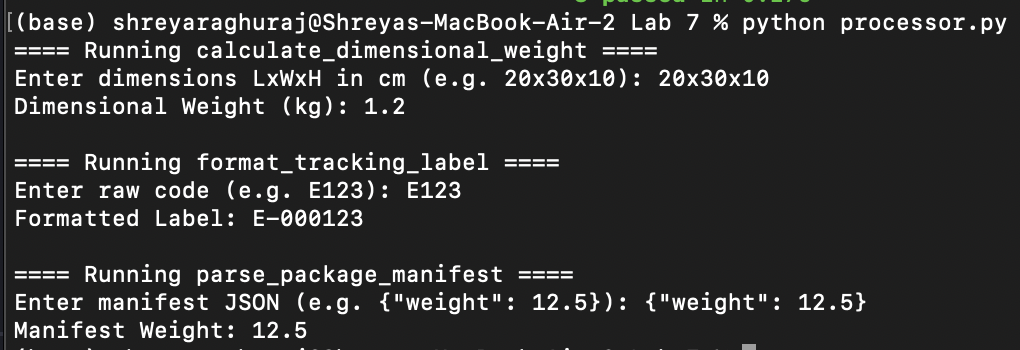 [(base) shreyaraghuraj@Shreyas-MacBook-Air-2 Lab 7 % python processor.py
==== Running calculate_dimensional_weight ====
Enter dimensions LxWxH in cm (e.g. 20x30x10): 20x30x10
Dimensional Weight (kg): 1.2
==== Running format_tracking_label ====
Enter raw code (e.g. E123): E123
Formatted Label: E-000123
==== Running parse_package_manifest ====
Enter manifest JSON (e.g. {"weight": 12.5}): {"weight": 12.5}
Manifest Weight: 12.5